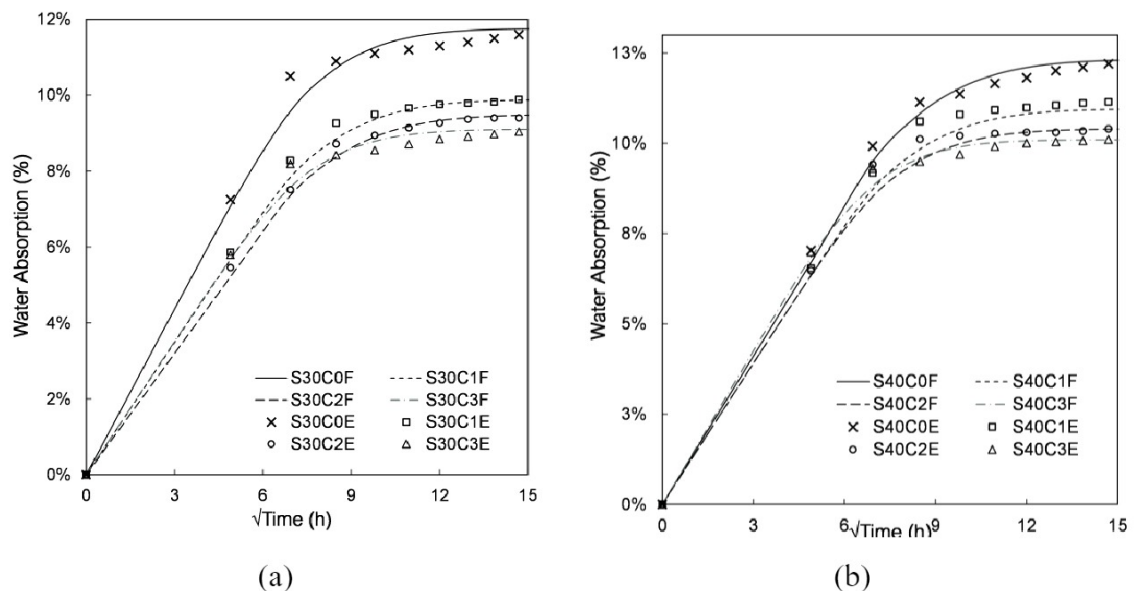 12%
10%
8%
6%
4%
2%
0%
Water Absorption (%)
S30C0F S30C1F
S30C2F S30C3F
S30C0E S30C1E
S30C2E S30C3E
0 3 6 9 12 15
√Time (h)
(a)
13%
10%
8%
5%
3%
0%
Water Absorption (%)
S40C0F S40C1F
S40C2F S40C3F
S40C0E S40C1E
S40C2E S40C3E
0 3 6 9 12 15
√Time (h)
(b)